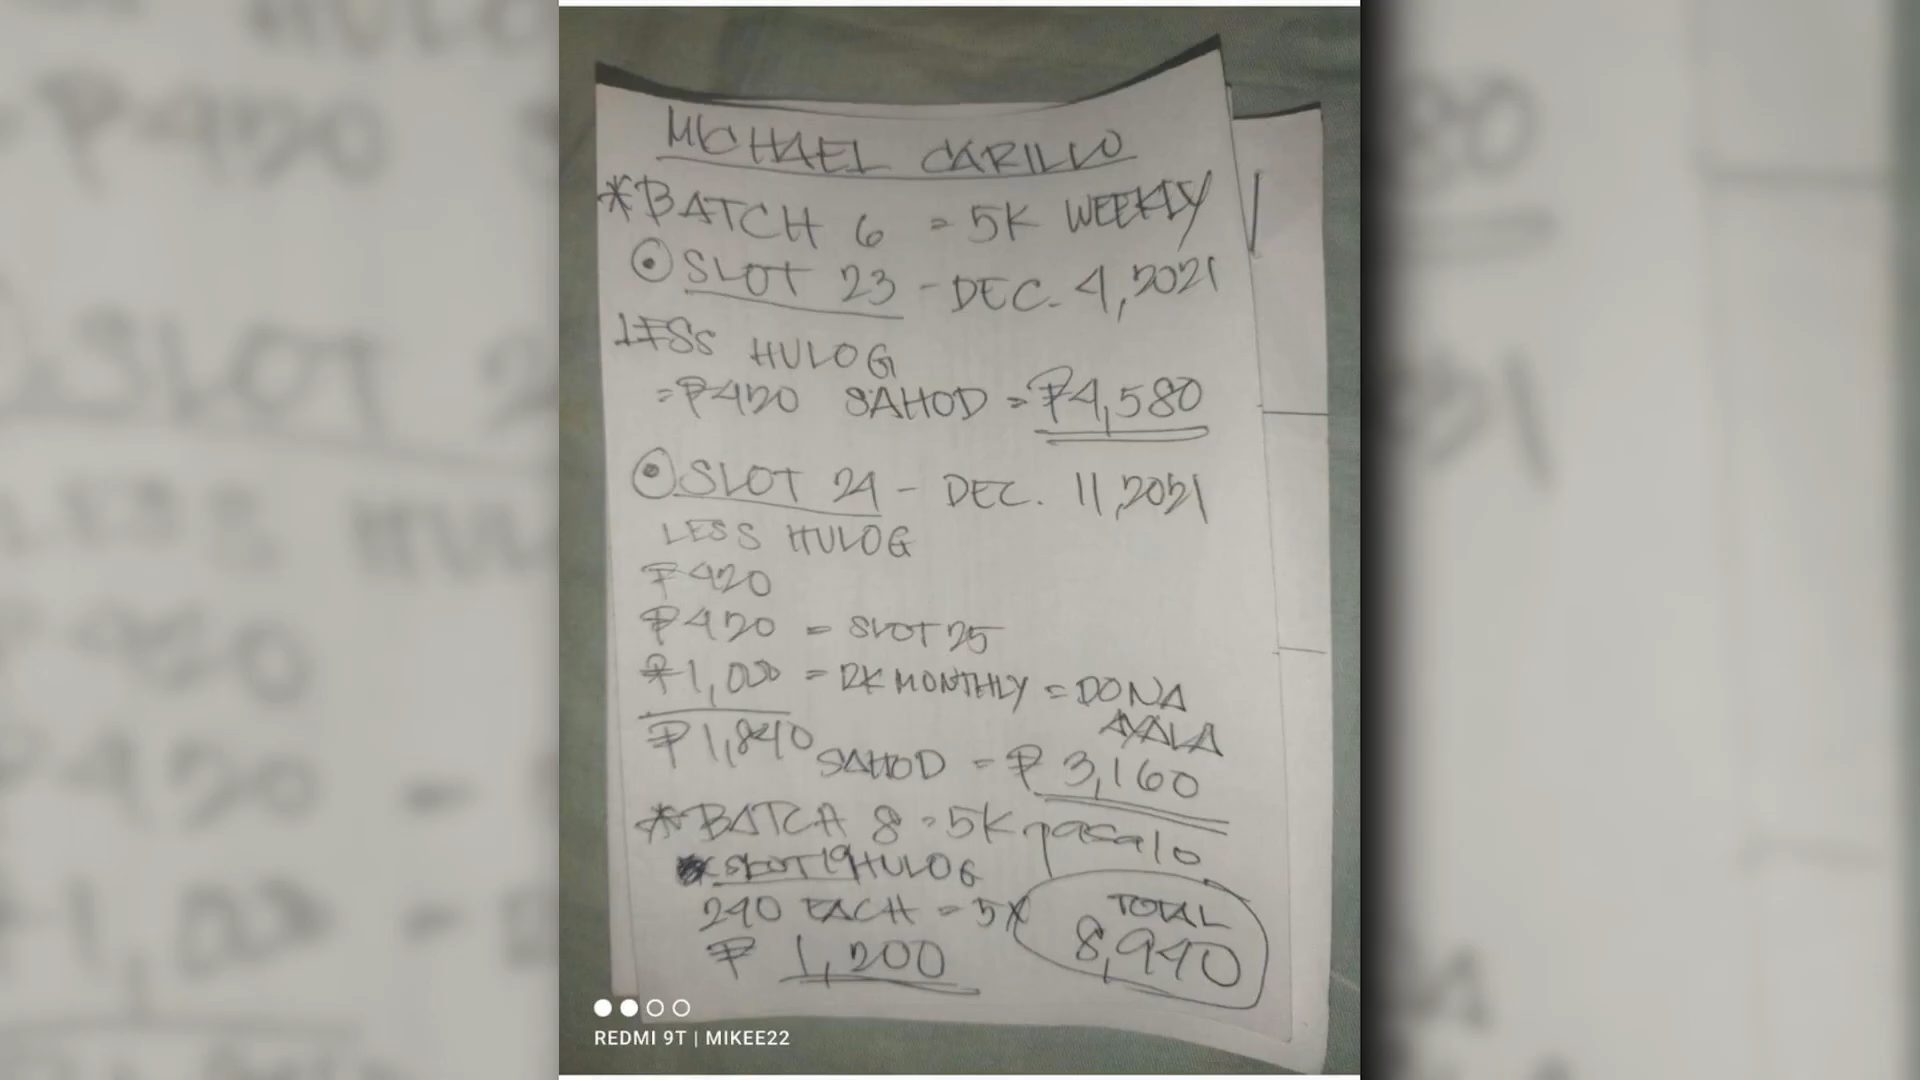 MICHAEL CARILLO
*BATCH 6 = 5K WEEKLY
SLOT 23 - DEC. 4, 2021
LESS HULOG
= ₱420 SAHOD = ₱4,580
SLOT 24 - DEC. 11, 2021
LESS HULOG
₱420
₱420 = SLOT 25
₱1,000 = 12K MONTHLY = DONA
AYALA
₱1,840
SAHOD = ₱3,160
*BATCH 8 = 5K pasalo
SLOT 19 HULOG
240 EACH = 5X
₱ 1,200
TOTAL
8,940
REDMI 9T | MIKEE22